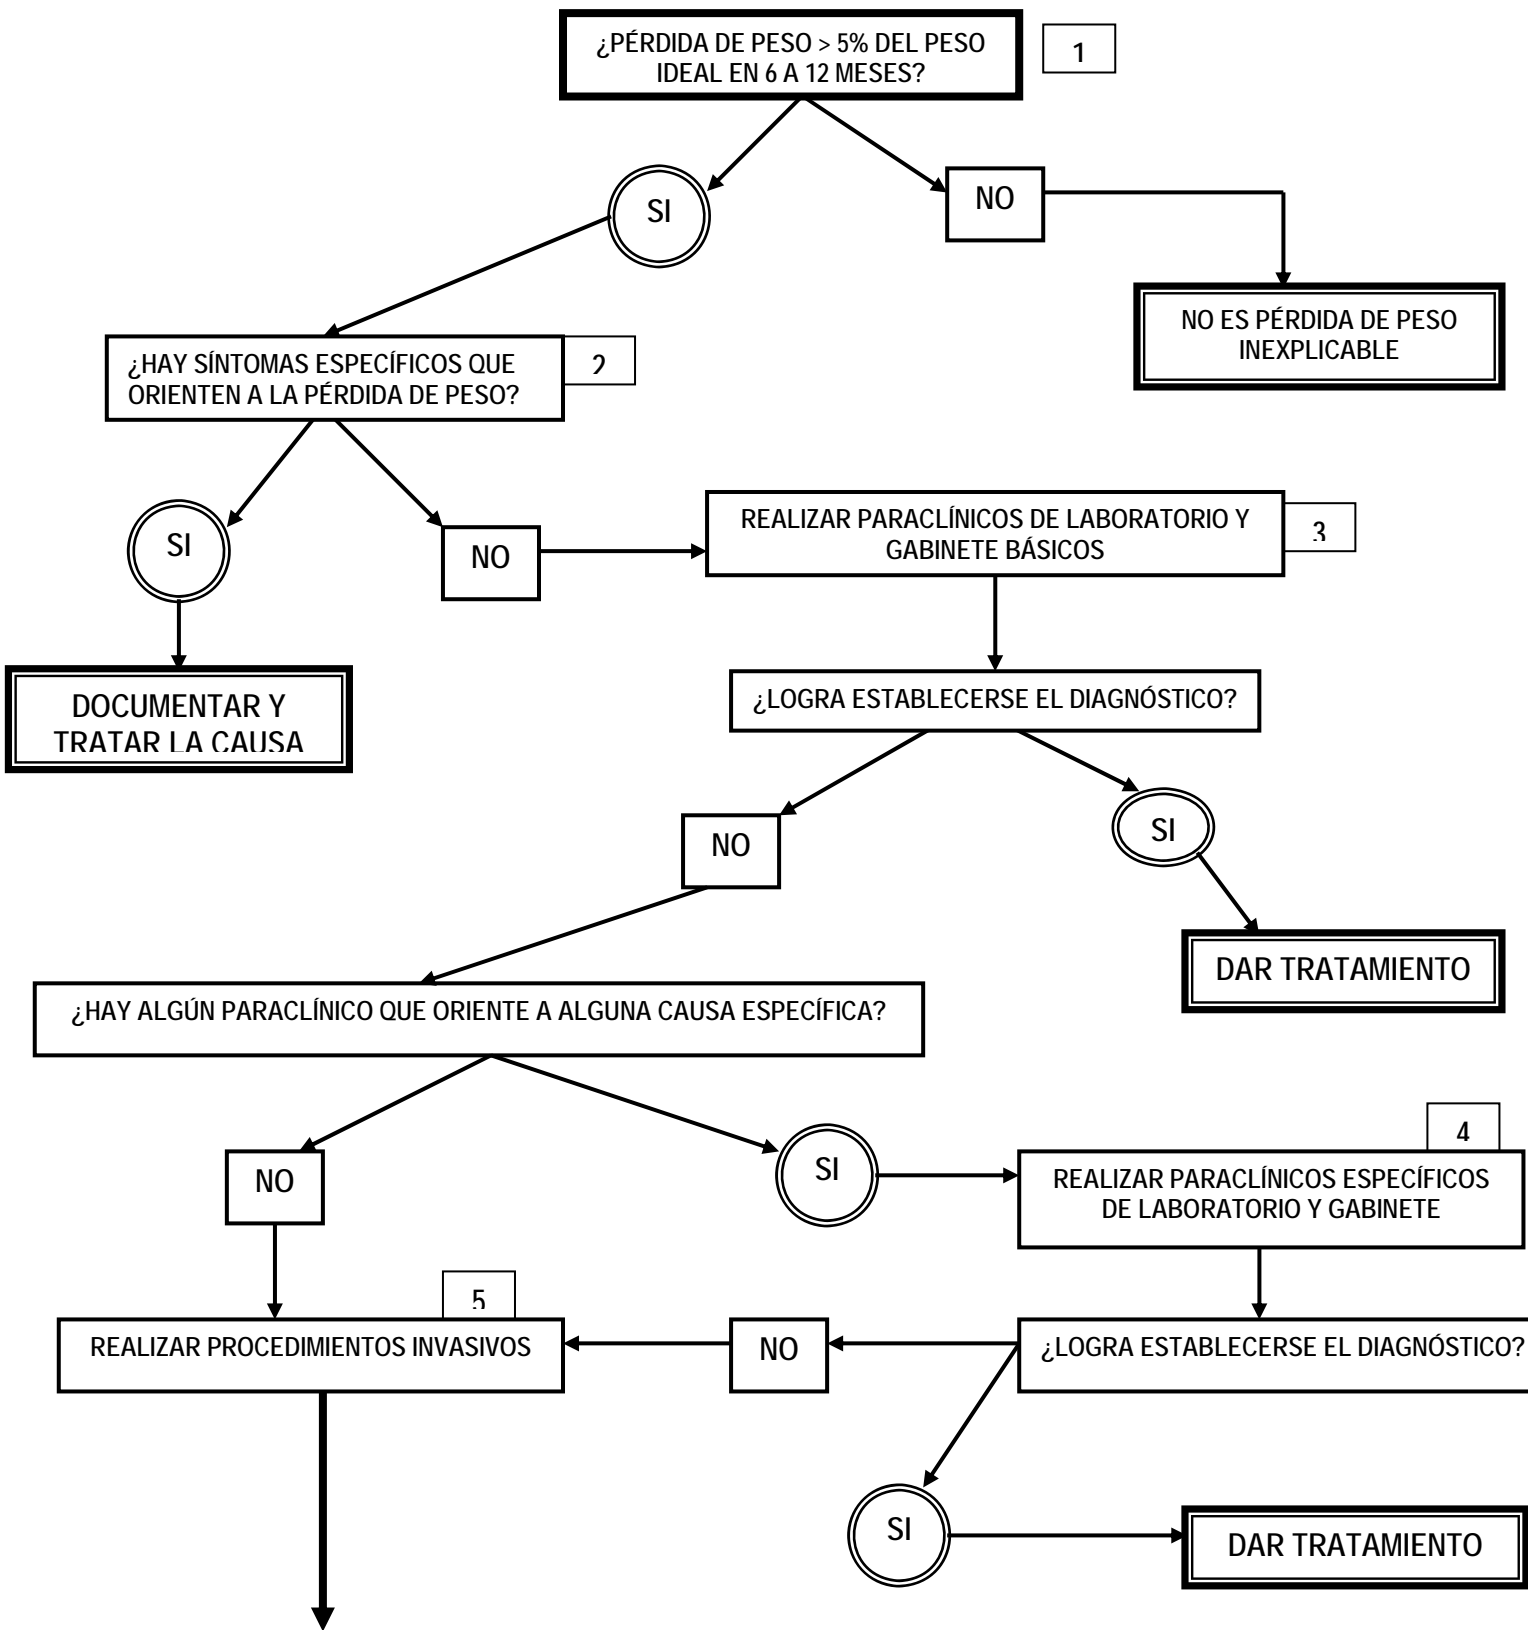 ¿PÉRDIDA DE PESO > 5% DEL PESO
IDEAL EN 6 A 12 MESES?
1
SI
NO
NO ES PÉRDIDA DE PESO
INEXPLICABLE
¿HAY SÍNTOMAS ESPECÍFICOS QUE
ORIENTEN A LA PÉRDIDA DE PESO?
2
SI
NO
REALIZAR PARACLÍNICOS DE LABORATORIO Y
GABINETE BÁSICOS
3
DOCUMENTAR Y
TRATAR LA CAUSA
¿LOGRA ESTABLECERSE EL DIAGNÓSTICO?
NO
SI
DAR TRATAMIENTO
¿HAY ALGÚN PARACLÍNICO QUE ORIENTE A ALGUNA CAUSA ESPECÍFICA?
NO
SI
4
REALIZAR PARACLÍNICOS ESPECÍFICOS
DE LABORATORIO Y GABINETE
5
REALIZAR PROCEDIMIENTOS INVASIVOS
NO
¿LOGRA ESTABLECERSE EL DIAGNÓSTICO?
SI
DAR TRATAMIENTO